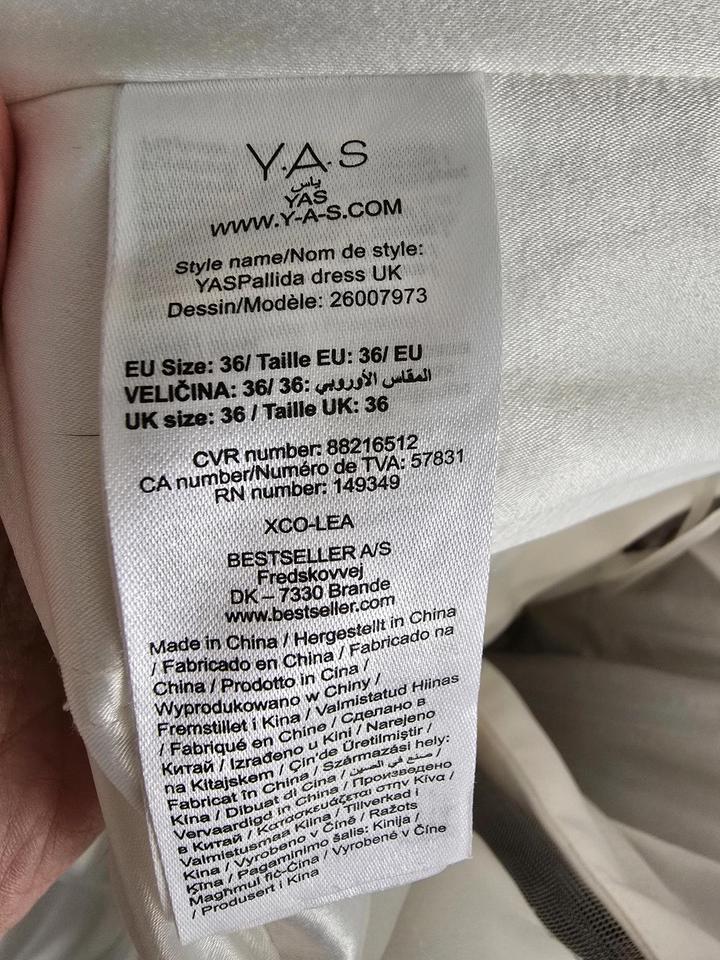 Y.A.S
ياس
YAS
WWW.Y-A-S.COM
Style name/Nom de style:
YASPallida dress UK
Dessin/Modèle: 26007973
EU Size: 36/ Taille EU: 36/ EU
VELIČINA: 36/ 36: المقاس الأوروبي
UK size: 36 / Taille UK: 36
CVR number: 88216512
CA number/Numéro de TVA: 57831
RN number: 149349
XCO-LEA
BESTSELLER A/S
Fredskovvej
DK – 7330 Brande
www.bestseller.com
Made in China / Hergestellt in China
/ Fabricado en China / Fabricado na
China / Prodotto in Cina /
Wyprodukowano w Chiny /
Fremstillet i Kina / Valmistatud Hiinas
/ Fabriqué en Chine / Сделано в
Китай / Izrađeno u Kini / Narejeno
na Kitajskem / Çin'de Üretilmiştir /
Fabricat în China / Származási hely:
Kína / Dibuat di Cina / صنع في الصين /
Vervaardigd in China / Произведено
в Китай / Κατασκευάζεται στην Κίνα /
Valmistusmaa Kiina / Tillverkad i
Kina / Vyrobeno v Číně / Ražots
Ķīna / Pagaminimo šalis: Kinija /
Magħmul fiċ-Ċina / Vyrobené v Číne
/ Produsert i Kina